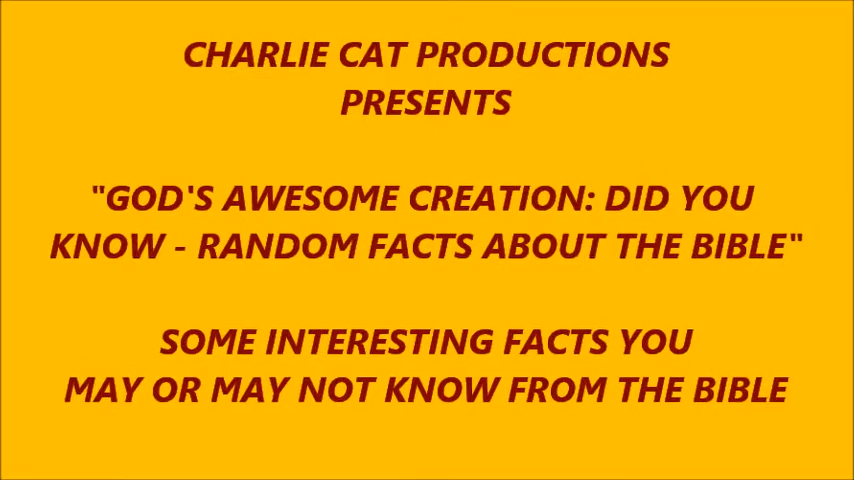 CHARLIE CAT PRODUCTIONS
PRESENTS
"GOD'S AWESOME CREATION: DID YOU
KNOW - RANDOM FACTS ABOUT THE BIBLE"
SOME INTERESTING FACTS YOU
MAY OR MAY NOT KNOW FROM THE BIBLE